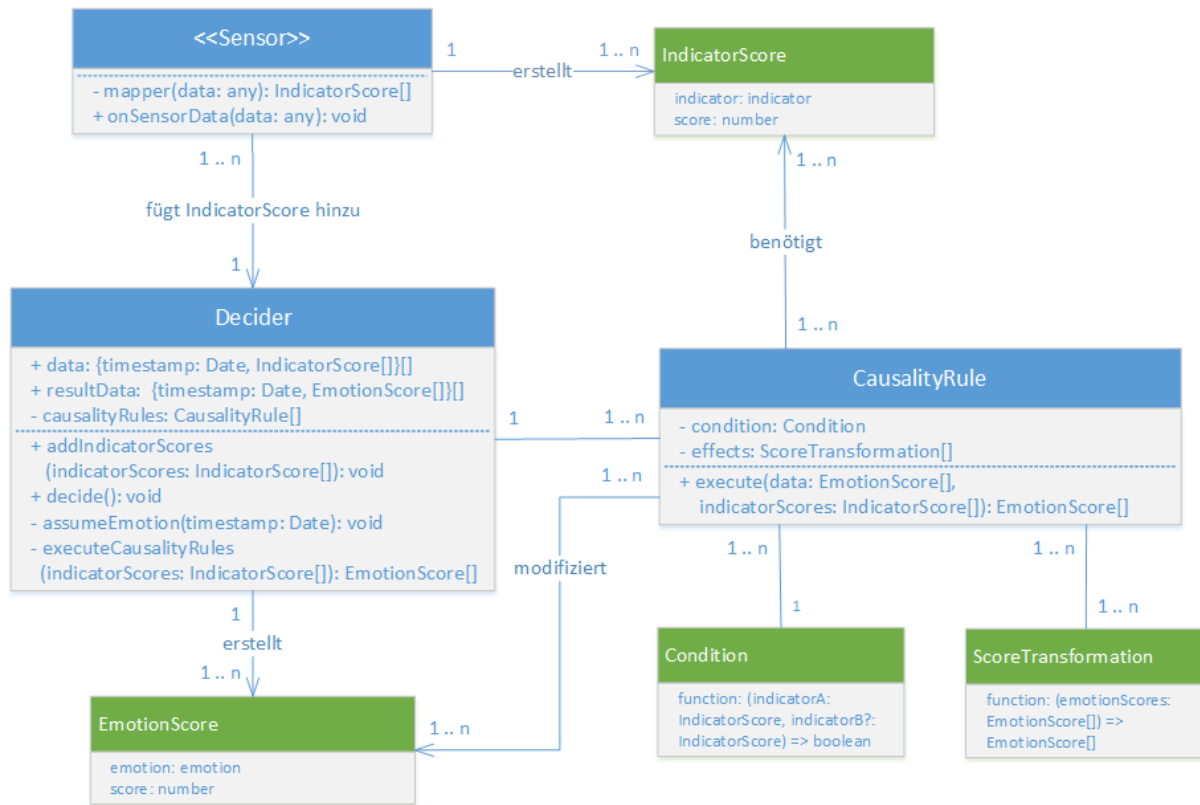 <<Sensor>>
- mapper(data: any): IndicatorScore[]
+ onSensorData(data: any): void
1
erstellt
1 .. n
IndicatorScore
indicator: indicator
score: number
1 .. n
fügt IndicatorScore hinzu
1
1 .. n
benötigt
1 .. n
Decider
+ data: {timestamp: Date, IndicatorScore[]}[]
+ resultData: {timestamp: Date, EmotionScore[]}[]
- causalityRules: CausalityRule[]
+ addIndicatorScores
(indicatorScores: IndicatorScore[]): void
+ decide(): void
- assumeEmotion(timestamp: Date): void
- executeCausalityRules
(indicatorScores: IndicatorScore[]): EmotionScore[]
1
1 .. n
CausalityRule
- condition: Condition
- effects: ScoreTransformation[]
+ execute(data: EmotionScore[],
indicatorScores: IndicatorScore[]): EmotionScore[]
1 .. n
modifiziert
1 .. n
1
erstellt
1 .. n
EmotionScore
emotion: emotion
score: number
1 .. n
1
Condition
function: (indicatorA:
IndicatorScore, indicatorB?:
IndicatorScore) => boolean
1 .. n
1 .. n
ScoreTransformation
function: (emotionScores:
EmotionScore[]) =>
EmotionScore[]